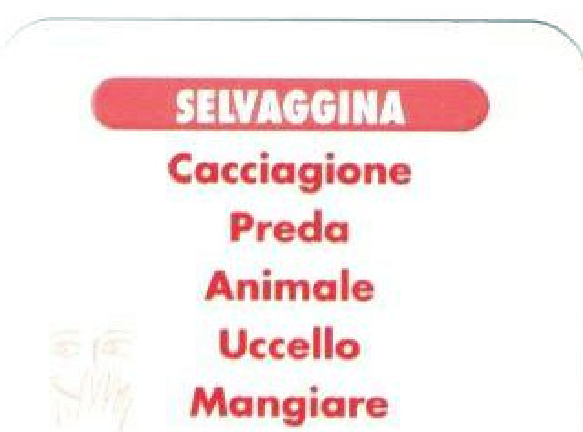 SELVAGGINA
Cacciagione
Preda
Animale
Uccello
Mangiare